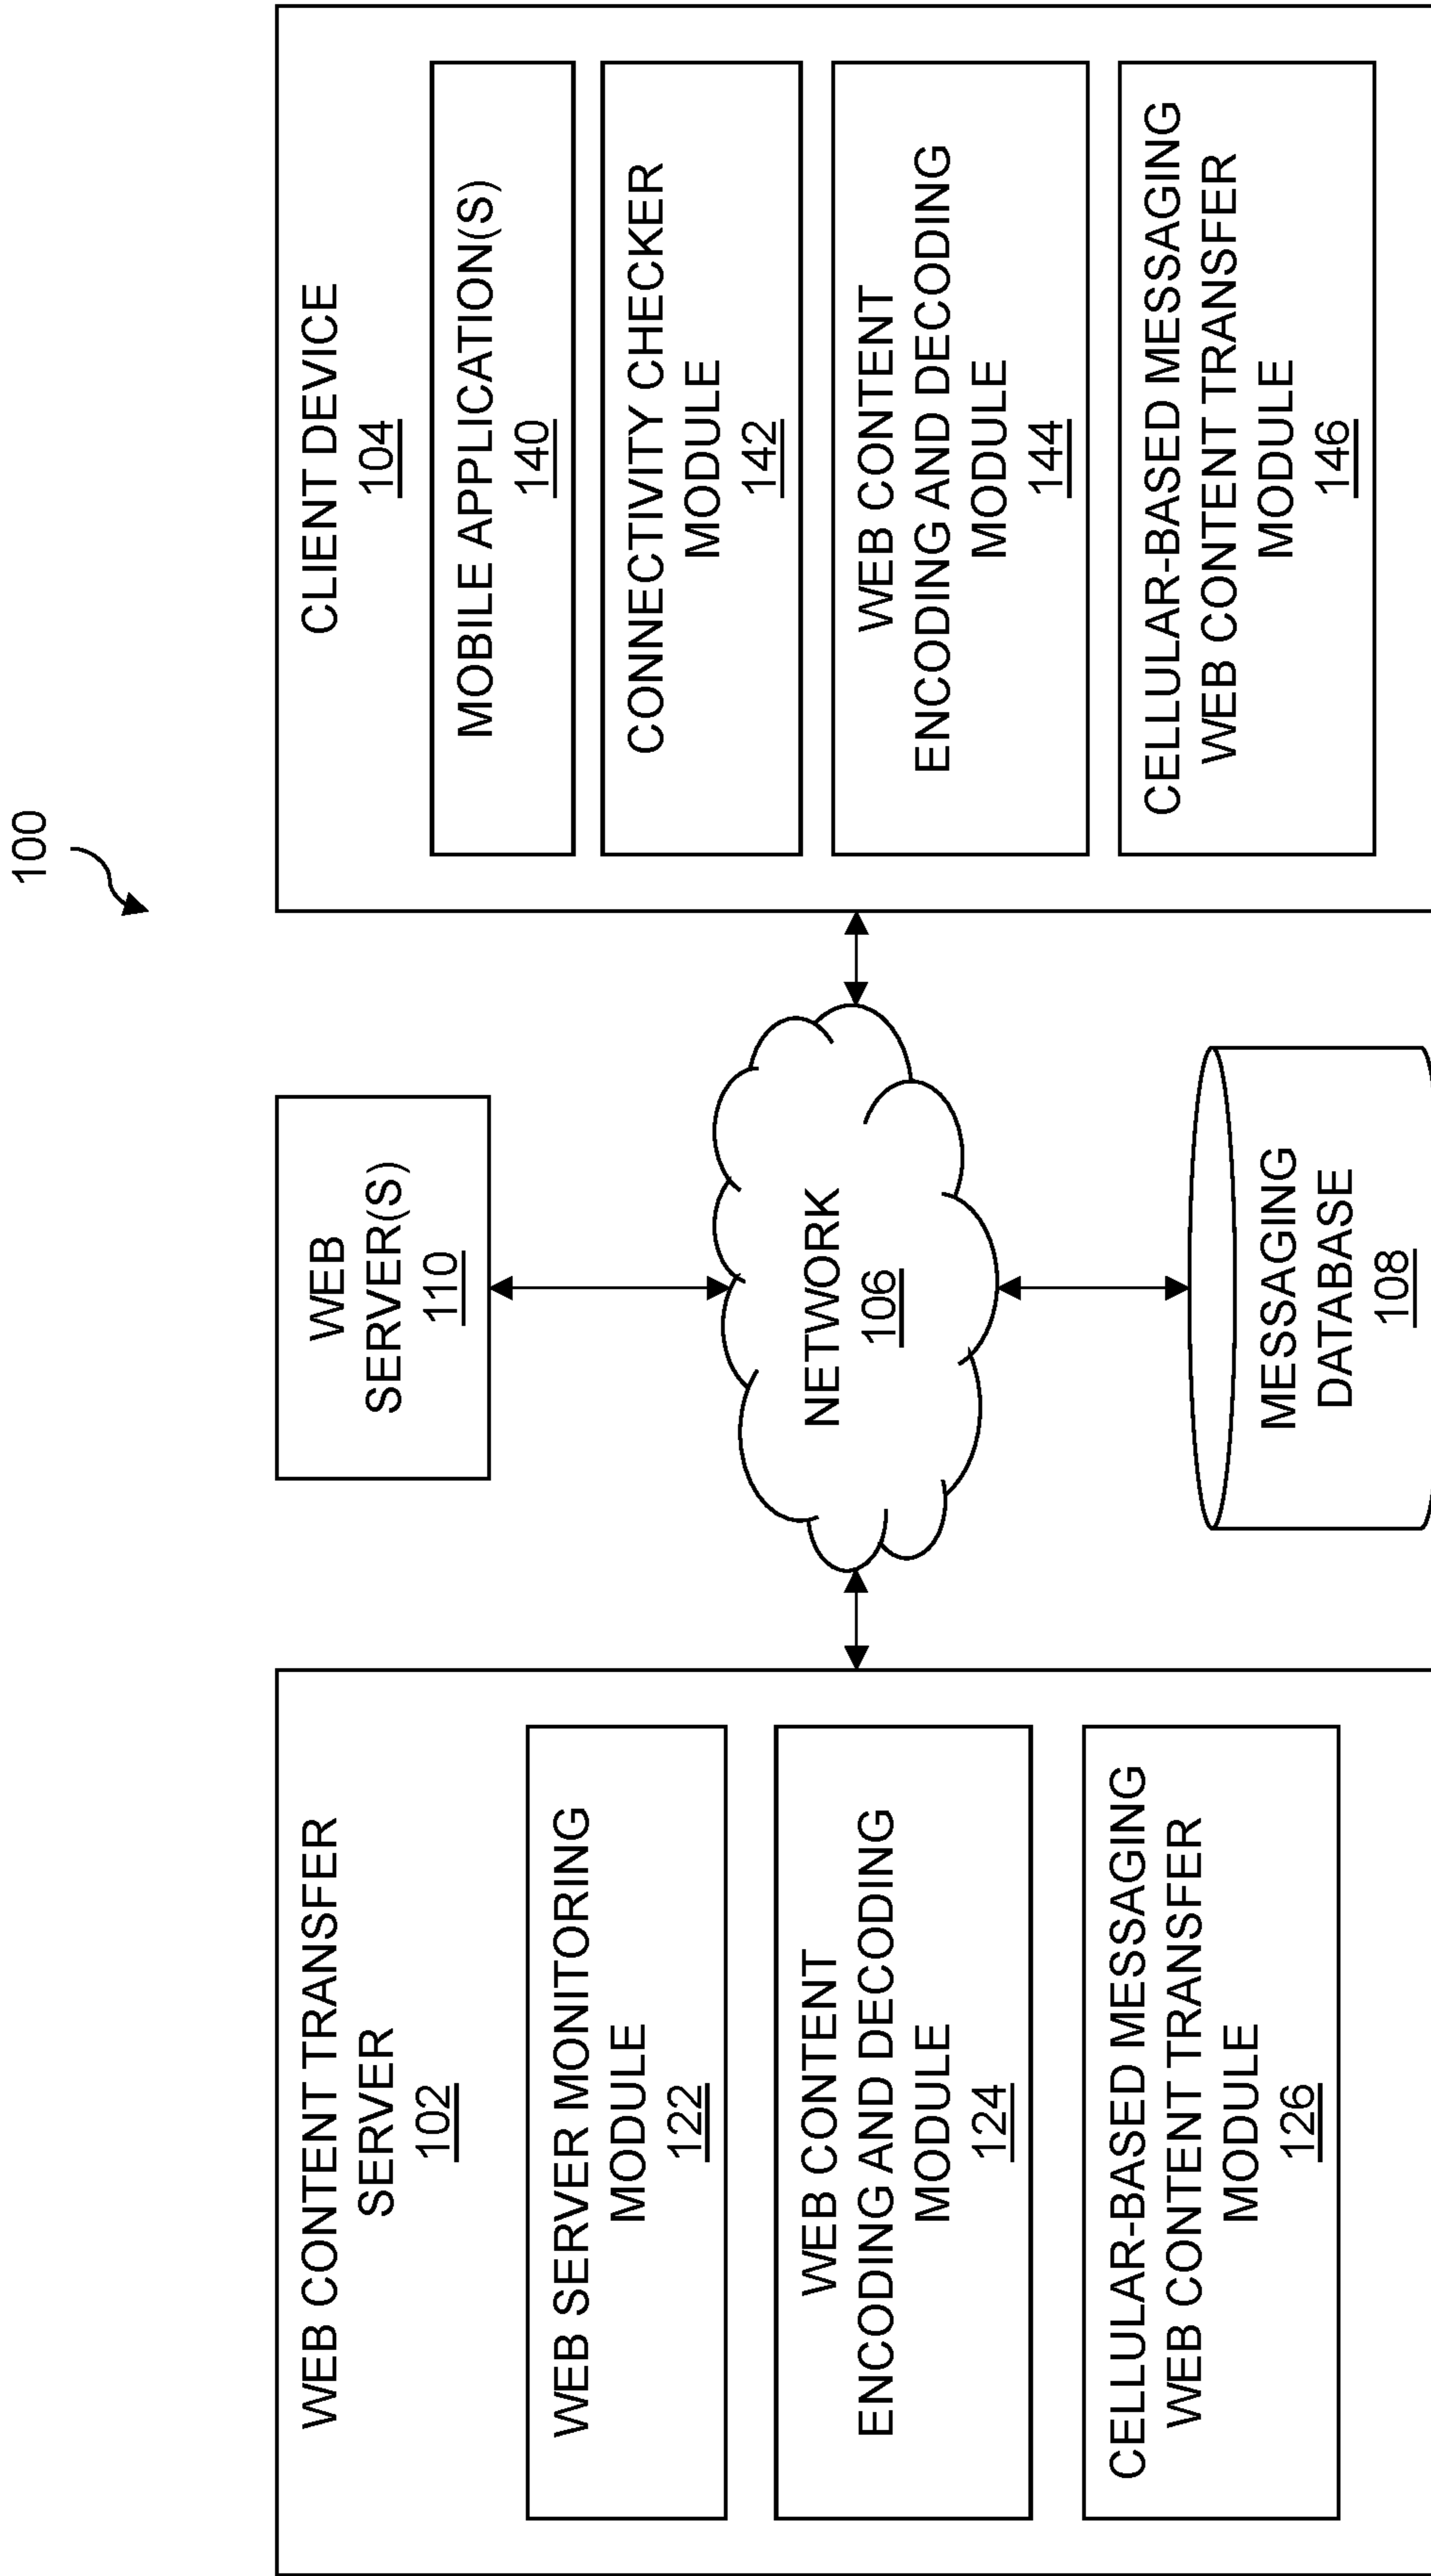 100
WEB CONTENT TRANSFER
SERVER
102
WEB SERVER MONITORING
MODULE
122
WEB CONTENT
ENCODING AND DECODING
MODULE
124
CELLULAR-BASED MESSAGING
WEB CONTENT TRANSFER
MODULE
126
WEB
SERVER(S)
110
NETWORK
106
MESSAGING
DATABASE
108
CLIENT DEVICE
104
MOBILE APPLICATION(S)
140
CONNECTIVITY CHECKER
MODULE
142
WEB CONTENT
ENCODING AND DECODING
MODULE
144
CELLULAR-BASED MESSAGING
WEB CONTENT TRANSFER
MODULE
146